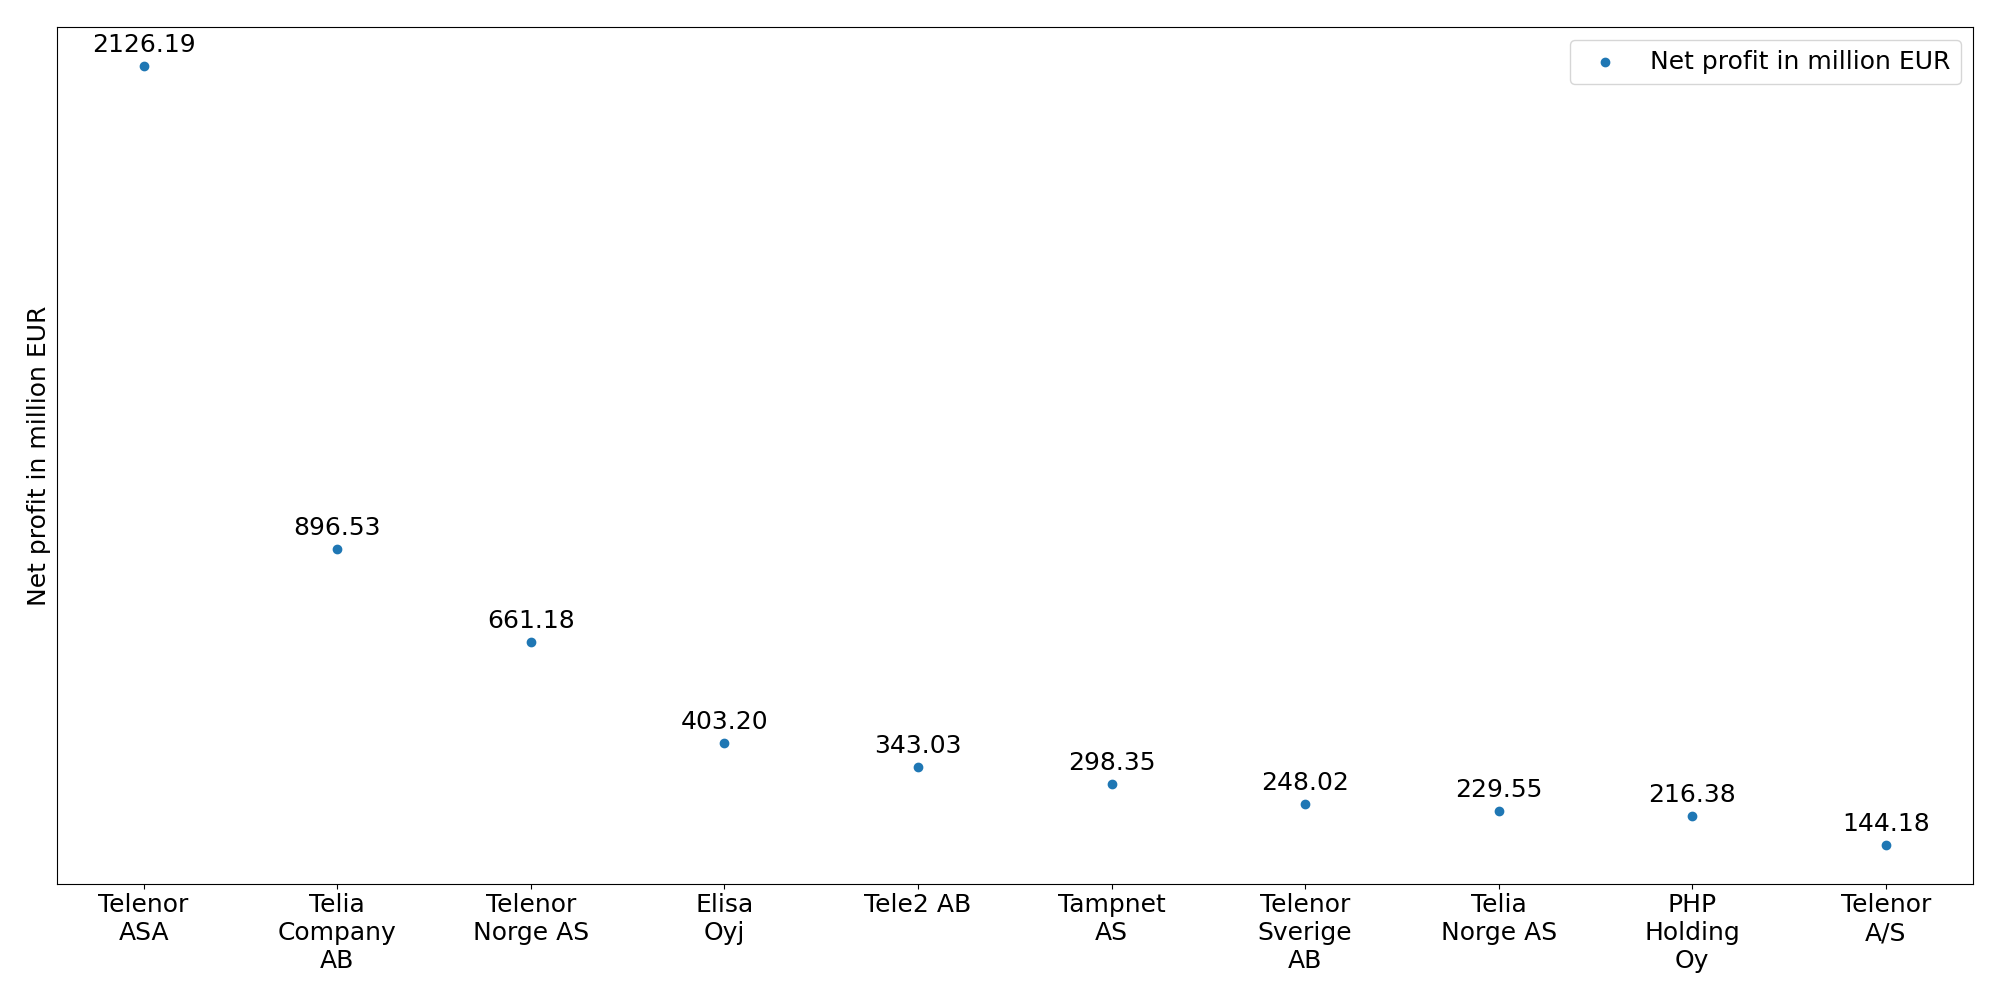 Net profit in million EUR
Net profit in million EUR
2126.19
896.53
661.18
403.20
343.03
298.35
248.02
229.55
216.38
144.18
Telenor
ASA
Telia
Company
AB
Telenor
Norge AS
Elisa
Oyj
Tele2 AB
Tampnet
AS
Telenor
Sverige
AB
Telia
Norge AS
PHP
Holding
Oy
Telenor
A/S